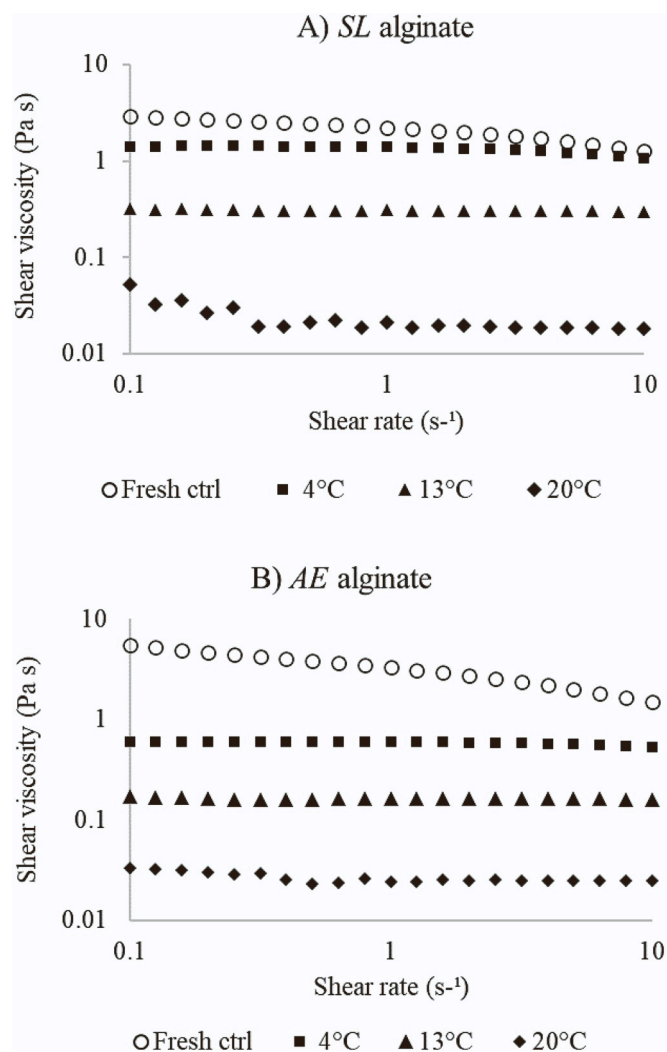 A) SL alginate
10
1
0.1
0.01
Shear viscosity (Pa s)
0.1 1 10
Shear rate (s-¹)
Fresh ctrl 4°C 13°C 20°C
B) AE alginate
10
1
0.1
0.01
Shear viscosity (Pa s)
0.1 1 10
Shear rate (s-¹)
Fresh ctrl 4°C 13°C 20°C